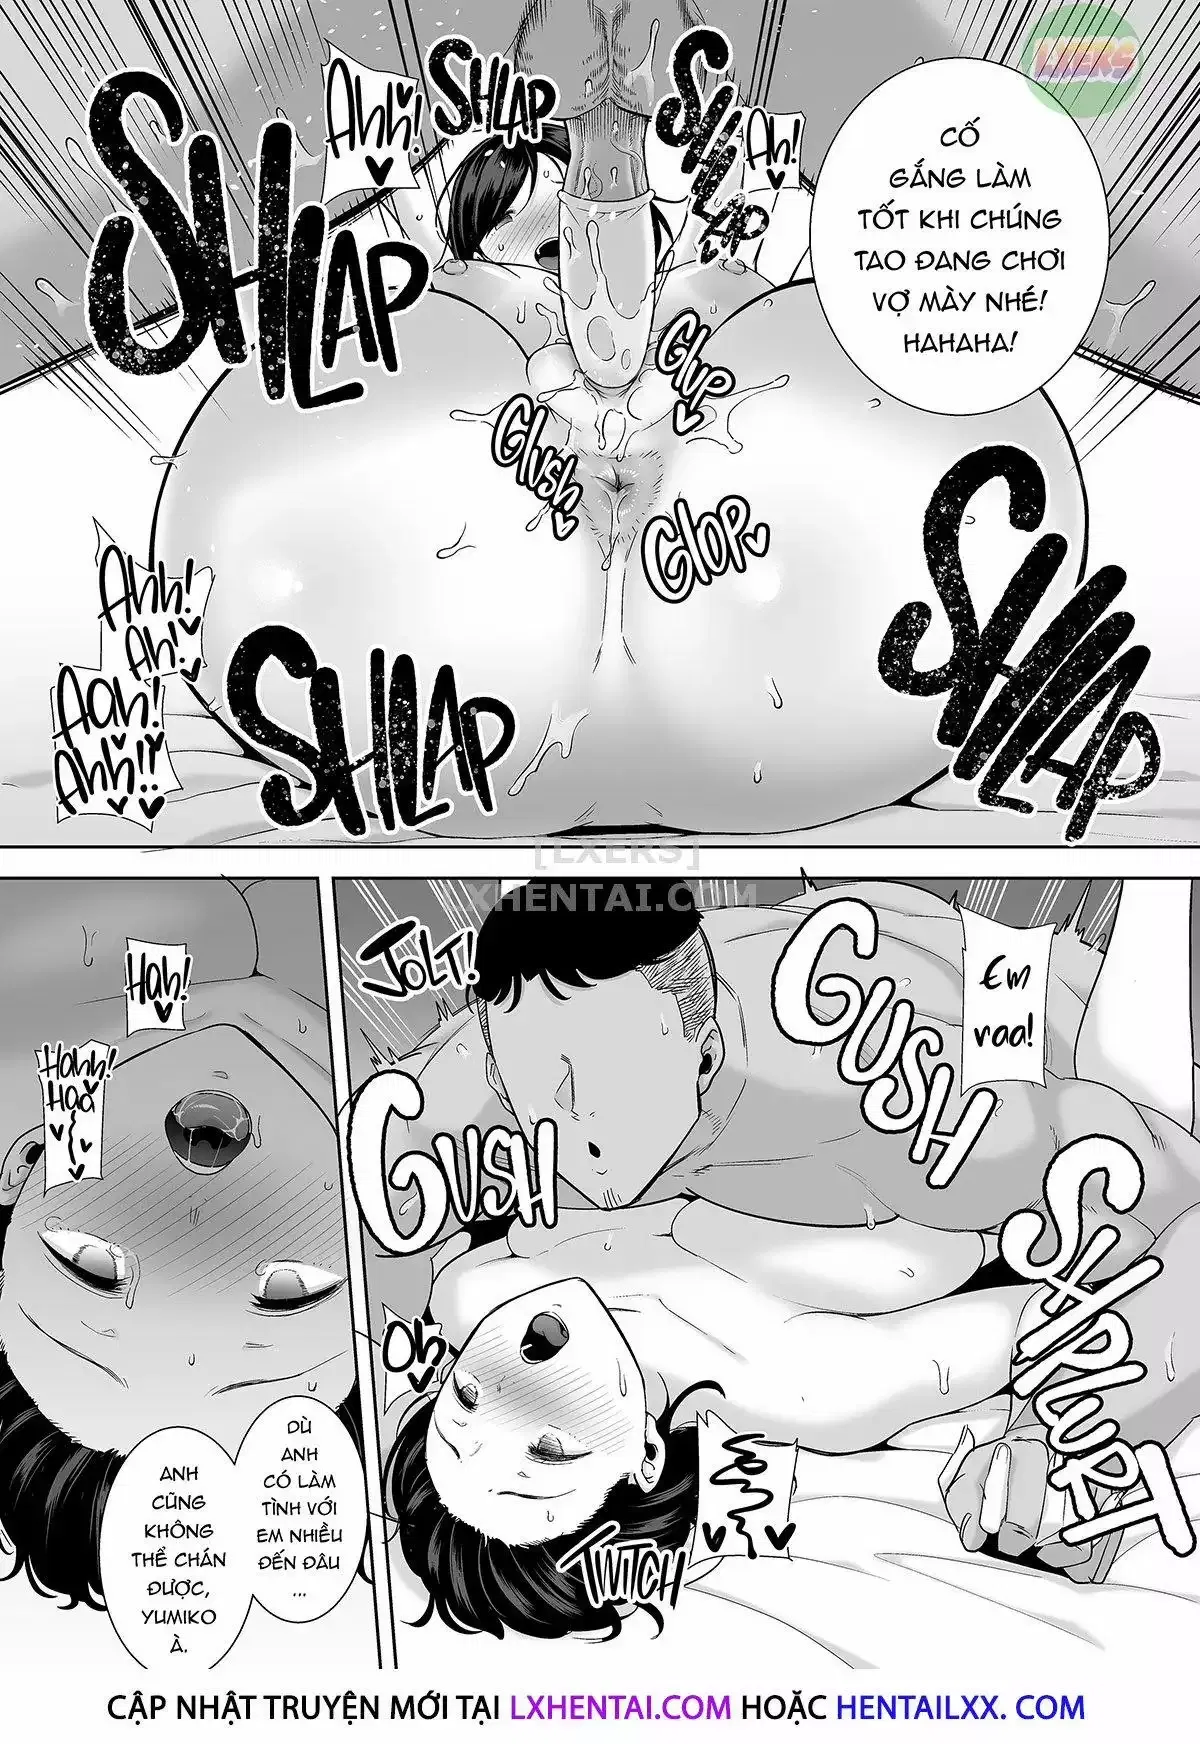 LXERS
CỐ
GẮNG LÀM
TỐT KHI CHÚNG
TAO ĐANG CHƠI
VỢ MÀY NHÉ!
HAHAHA!
Ahh!
SHLAP
SHLAP
Ah!
SHLAP
Glup
Glush
Glop
Ahh!
Ah!
Aah!
Ahh!!
SHLAP
SHLAP
[LXERS]
LXHENTAI.COM
Hah!
Hahh!
Haa
JOLT!
GUSH
Em
raa!
GUSH
SHPLURT
Oh
TWITCH
DÙ
ANH
CÓ LÀM
TÌNH VỚI
EM NHIỀU
ĐẾN ĐÂU
...
ANH
CŨNG
KHÔNG
THỂ CHÁN
ĐƯỢC,
YUMIKO
À.
CẬP NHẬT TRUYỆN MỚI TẠI LXHENTAI.COM HOẶC HENTAILXX. COM